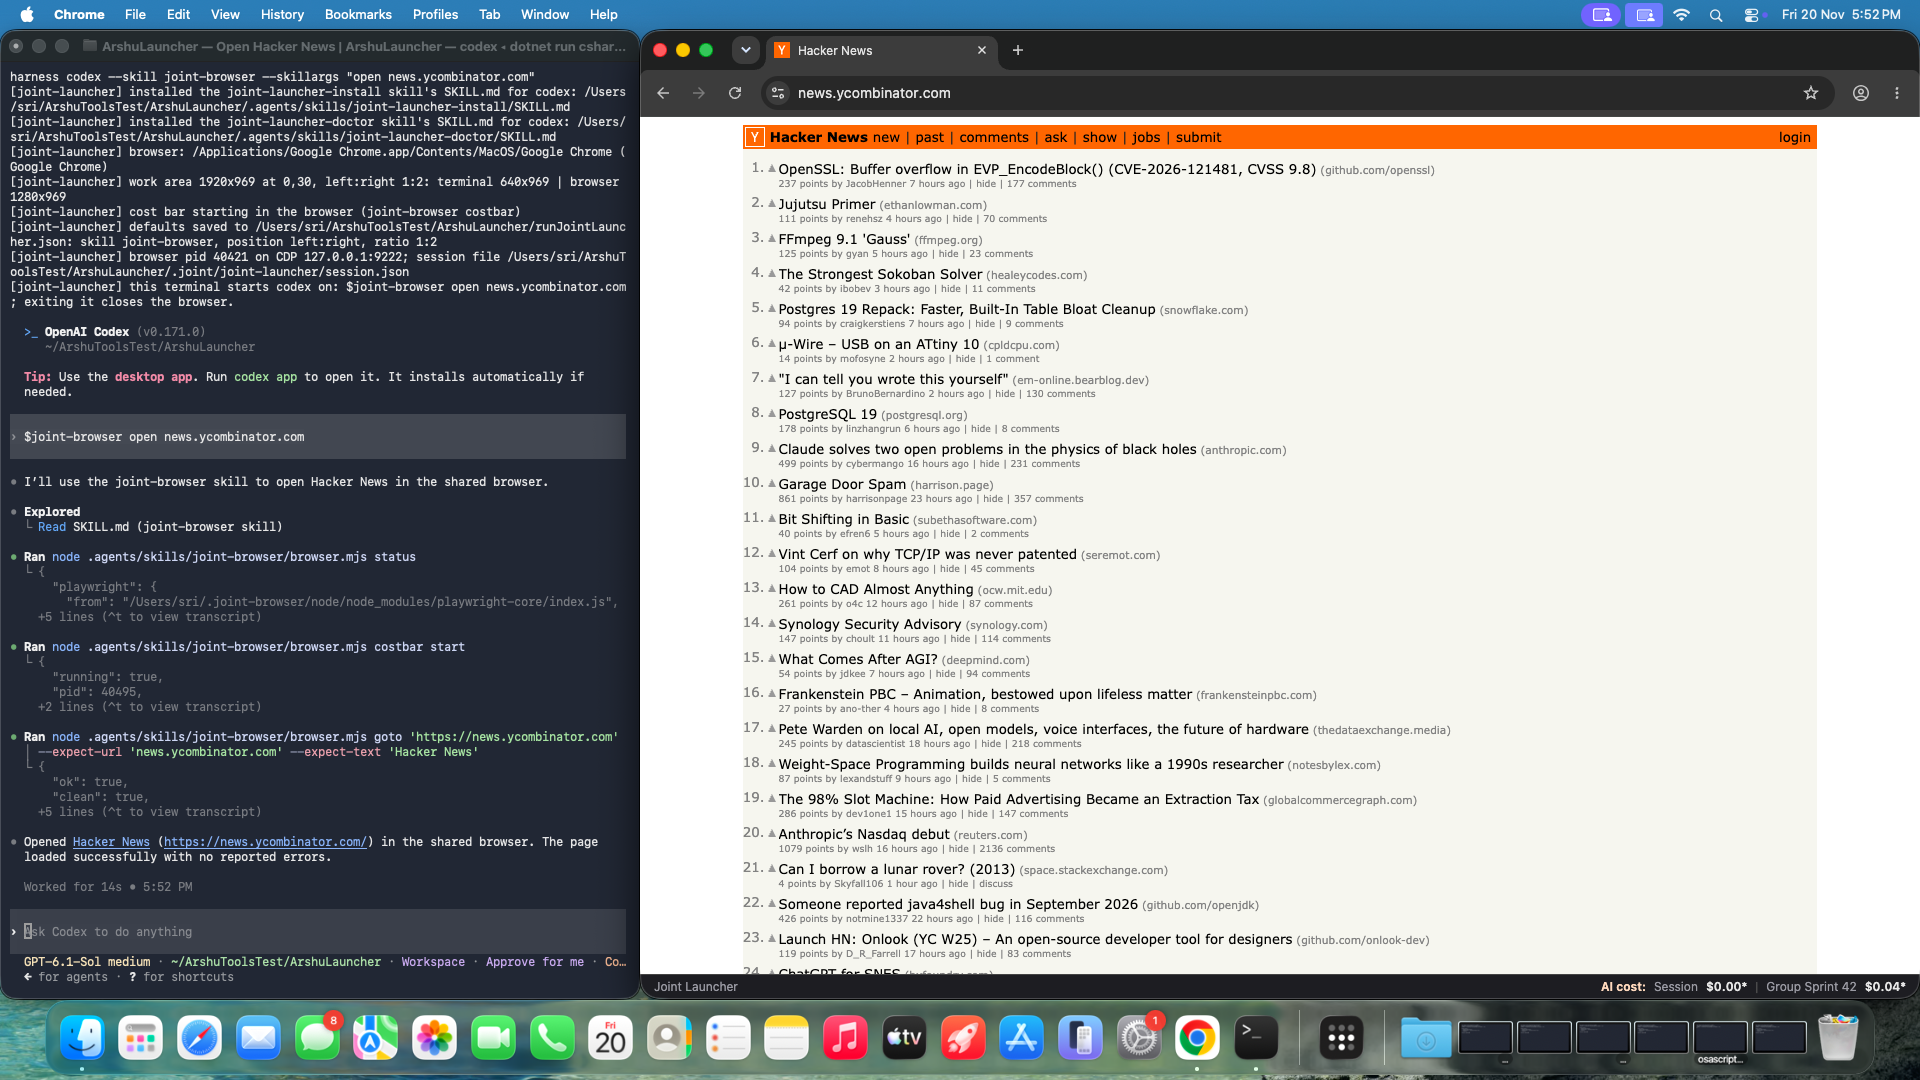 Chrome File Edit View History Bookmarks Profiles Tab Window Help
Fri 20 Nov 5:52 PM
ArshuLauncher — Open Hacker News | ArshuLauncher — codex ◂ dotnet run cshar…
harness codex --skill joint-browser --skillargs "open news.ycombinator.com"
[joint-launcher] installed the joint-launcher-install skill's SKILL.md for codex: /Users
/sri/ArshuToolsTest/ArshuLauncher/.agents/skills/joint-launcher-install/SKILL.md
[joint-launcher] installed the joint-launcher-doctor skill's SKILL.md for codex: /Users/
sri/ArshuToolsTest/ArshuLauncher/.agents/skills/joint-launcher-doctor/SKILL.md
[joint-launcher] browser: /Applications/Google Chrome.app/Contents/MacOS/Google Chrome (
Google Chrome)
[joint-launcher] work area 1920x969 at 0,30, left:right 1:2: terminal 640x969 | browser
1280x969
[joint-launcher] cost bar starting in the browser (joint-browser costbar)
[joint-launcher] defaults saved to /Users/sri/ArshuToolsTest/ArshuLauncher/runJointLaunc
her.json: skill joint-browser, position left:right, ratio 1:2
[joint-launcher] browser pid 40421 on CDP 127.0.0.1:9222; session file /Users/sri/ArshuT
oolsTest/ArshuLauncher/.joint/joint-launcher/session.json
[joint-launcher] this terminal starts codex on: $joint-browser open news.ycombinator.com
; exiting it closes the browser.
>_ OpenAI Codex (v0.171.0)
~/ArshuToolsTest/ArshuLauncher
Tip: Use the desktop app. Run codex app to open it. It installs automatically if
needed.
› $joint-browser open news.ycombinator.com
• I'll use the joint-browser skill to open Hacker News in the shared browser.
• Explored
└ Read SKILL.md (joint-browser skill)
• Ran node .agents/skills/joint-browser/browser.mjs status
└ {
"playwright": {
"from": "/Users/sri/.joint-browser/node/node_modules/playwright-core/index.js",
+5 lines (^t to view transcript)
• Ran node .agents/skills/joint-browser/browser.mjs costbar start
└ {
"running": true,
"pid": 40495,
+2 lines (^t to view transcript)
• Ran node .agents/skills/joint-browser/browser.mjs goto 'https://news.ycombinator.com'
│ --expect-url 'news.ycombinator.com' --expect-text 'Hacker News'
└ {
"ok": true,
"clean": true,
+5 lines (^t to view transcript)
• Opened Hacker News (https://news.ycombinator.com/) in the shared browser. The page
loaded successfully with no reported errors.
Worked for 14s • 5:52 PM
› Ask Codex to do anything
GPT-6.1-Sol medium · ~/ArshuToolsTest/ArshuLauncher · Workspace · Approve for me · Co…
← for agents · ? for shortcuts
Y Hacker News
news.ycombinator.com
Y Hacker News new | past | comments | ask | show | jobs | submit login
1. OpenSSL: Buffer overflow in EVP_EncodeBlock() (CVE-2026-121481, CVSS 9.8) (github.com/openssl)
237 points by JacobHenner 7 hours ago | hide | 177 comments
2. Jujutsu Primer (ethanlowman.com)
111 points by renehsz 4 hours ago | hide | 70 comments
3. FFmpeg 9.1 'Gauss' (ffmpeg.org)
125 points by gyan 5 hours ago | hide | 23 comments
4. The Strongest Sokoban Solver (healeycodes.com)
42 points by ibobev 3 hours ago | hide | 11 comments
5. Postgres 19 Repack: Faster, Built-In Table Bloat Cleanup (snowflake.com)
94 points by craigkerstiens 7 hours ago | hide | 9 comments
6. μ-Wire – USB on an ATtiny 10 (cpldcpu.com)
14 points by mofosyne 2 hours ago | hide | 1 comment
7. "I can tell you wrote this yourself" (em-online.bearblog.dev)
127 points by BrunoBernardino 2 hours ago | hide | 130 comments
8. PostgreSQL 19 (postgresql.org)
178 points by linzhangrun 6 hours ago | hide | 8 comments
9. Claude solves two open problems in the physics of black holes (anthropic.com)
499 points by cybermango 16 hours ago | hide | 231 comments
10. Garage Door Spam (harrison.page)
861 points by harrisonpage 23 hours ago | hide | 357 comments
11. Bit Shifting in Basic (subethasoftware.com)
40 points by efren6 5 hours ago | hide | 2 comments
12. Vint Cerf on why TCP/IP was never patented (seremot.com)
104 points by emot 8 hours ago | hide | 45 comments
13. How to CAD Almost Anything (ocw.mit.edu)
261 points by o4c 12 hours ago | hide | 87 comments
14. Synology Security Advisory (synology.com)
147 points by choult 11 hours ago | hide | 114 comments
15. What Comes After AGI? (deepmind.com)
54 points by jdkee 7 hours ago | hide | 94 comments
16. Frankenstein PBC – Animation, bestowed upon lifeless matter (frankensteinpbc.com)
27 points by ano-ther 4 hours ago | hide | 8 comments
17. Pete Warden on local AI, open models, voice interfaces, the future of hardware (thedataexchange.media)
245 points by datascientist 18 hours ago | hide | 218 comments
18. Weight-Space Programming builds neural networks like a 1990s researcher (notesbylex.com)
87 points by lexandstuff 9 hours ago | hide | 5 comments
19. The 98% Slot Machine: How Paid Advertising Became an Extraction Tax (globalcommercegraph.com)
286 points by dev1one1 15 hours ago | hide | 147 comments
20. Anthropic's Nasdaq debut (reuters.com)
1079 points by wslh 16 hours ago | hide | 2136 comments
21. Can I borrow a lunar rover? (2013) (space.stackexchange.com)
4 points by Skyfall106 1 hour ago | hide | discuss
22. Someone reported java4shell bug in September 2026 (github.com/openjdk)
426 points by notmine1337 22 hours ago | hide | 116 comments
23. Launch HN: Onlook (YC W25) – An open-source developer tool for designers (github.com/onlook-dev)
119 points by D_R_Farrell 17 hours ago | hide | 83 comments
24. ChatGPT for SNES
Joint Launcher AI cost: Session $0.00* | Group Sprint 42 $0.04*
8
Fri
20
tv
1
>_
...
...
osascript...
...